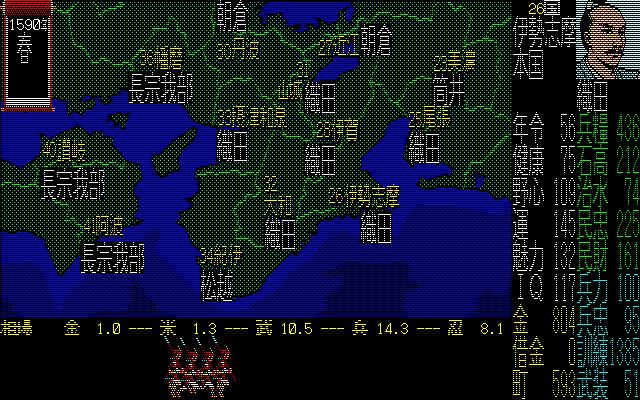 1590年
春
朝倉
30丹波
27近江
朝倉
38播磨
長宗我部
31
山城
織田
23美濃
筒井
33摂津和泉
織田
28伊賀
織田
25尾張
織田
40讃岐
長宗我部
32
大和
織田
26伊勢志摩
織田
41阿波
長宗我部
34紀伊
松越
26国
伊勢志摩
本国
織田
年令 56 兵糧 438
健康 75 石高 212
野心 109 治水 74
運 145 民忠 225
魅力 132 民財 161
IQ 117 兵力 100
金 804 兵忠 95
借金 0 訓練 1385
町 593 武装 51
相場 金 1.0 --- 米 1.3 --- 武 10.5 --- 兵 14.3 --- 忍 8.1